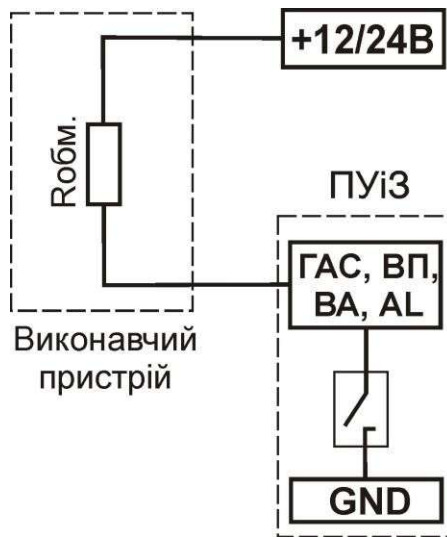 +12/24В
Rобм.
ПУіЗ
ГАС, ВП,
ВА, AL
Виконавчий
пристрій
GND